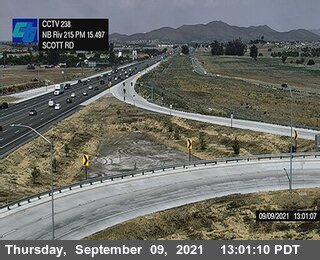 CCTV 238
NB Riv 215 PM 15.497
SCOTT RD
09/09/2021 13:01:07
Thursday, September 09, 2021 13:01:10 PDT